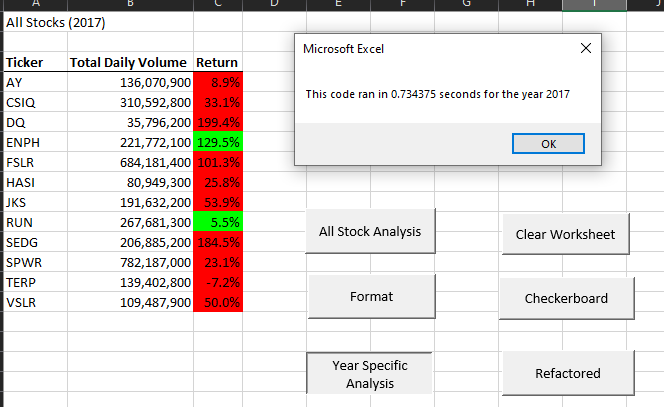 A B C D E F G H I J
All Stocks (2017)
Ticker Total Daily Volume Return
AY 136,070,900 8.9%
CSIQ 310,592,800 33.1%
DQ 35,796,200 199.4%
ENPH 221,772,100 129.5%
FSLR 684,181,400 101.3%
HASI 80,949,300 25.8%
JKS 191,632,200 53.9%
RUN 267,681,300 5.5%
SEDG 206,885,200 184.5%
SPWR 782,187,000 23.1%
TERP 139,402,800 -7.2%
VSLR 109,487,900 50.0%
Microsoft Excel
This code ran in 0.734375 seconds for the year 2017
OK
All Stock Analysis
Clear Worksheet
Format
Checkerboard
Year Specific
Analysis
Refactored